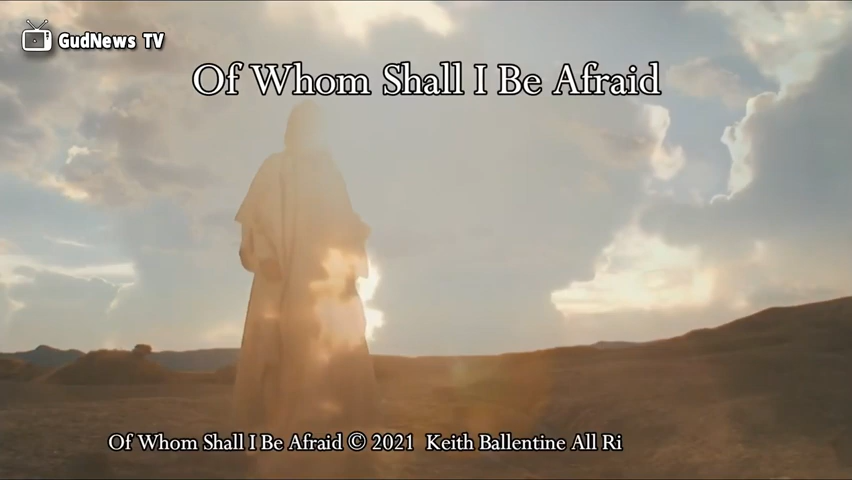 GudNews TV
Of Whom Shall I Be Afraid
Of Whom Shall I Be Afraid © 2021 Keith Ballentine All Ri